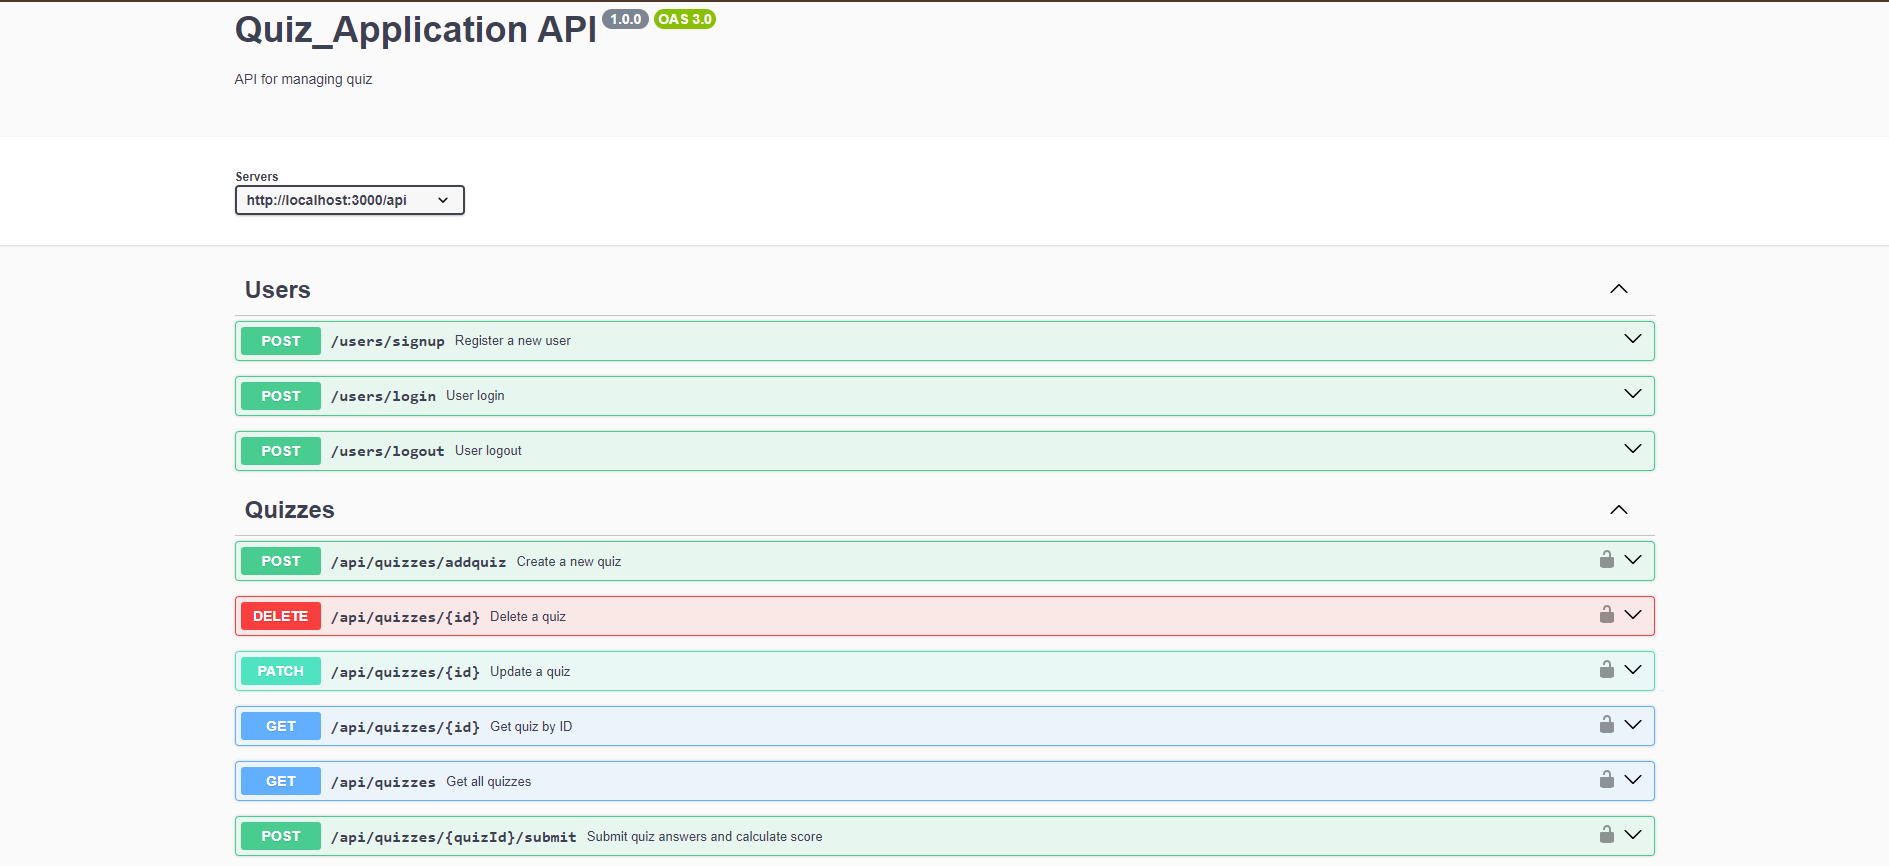 Quiz_Application API 1.0.0 OAS 3.0
API for managing quiz
Servers
http://localhost:3000/api
Users
POST /users/signup Register a new user
POST /users/login User login
POST /users/logout User logout
Quizzes
POST /api/quizzes/addquiz Create a new quiz
DELETE /api/quizzes/{id} Delete a quiz
PATCH /api/quizzes/{id} Update a quiz
GET /api/quizzes/{id} Get quiz by ID
GET /api/quizzes Get all quizzes
POST /api/quizzes/{quizId}/submit Submit quiz answers and calculate score